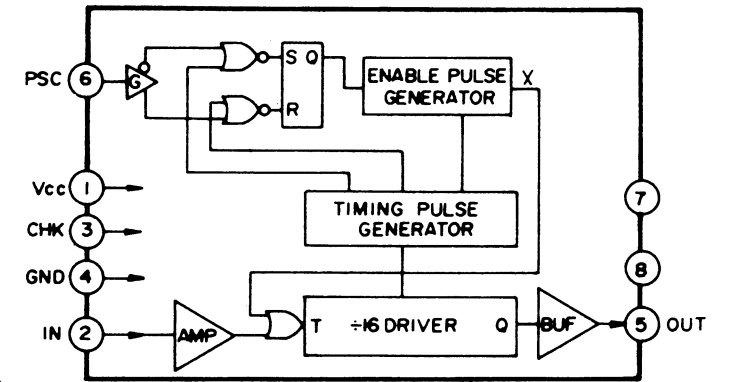 PSC 6
G
S Q
R
ENABLE PULSE
GENERATOR
X
Vcc 1
CHK 3
GND 4
IN 2
TIMING PULSE
GENERATOR
7
8
AMP
T ÷16 DRIVER Q
BUF
5 OUT